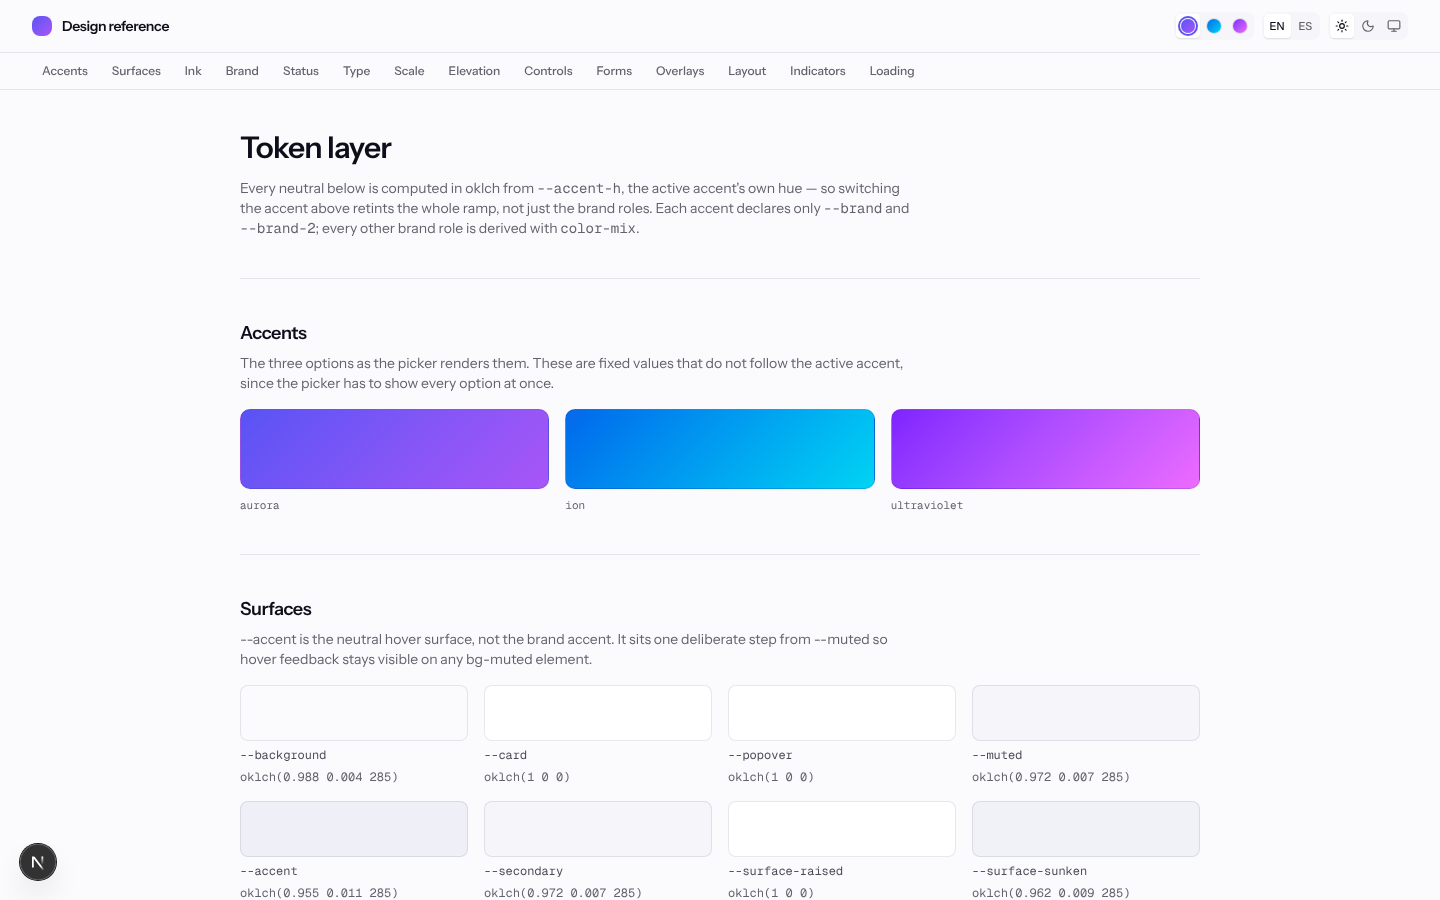 Design reference
EN ES
Accents Surfaces Ink Brand Status Type Scale Elevation Controls Forms Overlays Layout Indicators Loading
Token layer
Every neutral below is computed in oklch from --accent-h, the active accent's own hue — so switching
the accent above retints the whole ramp, not just the brand roles. Each accent declares only --brand and
--brand-2; every other brand role is derived with color-mix.
Accents
The three options as the picker renders them. These are fixed values that do not follow the active accent,
since the picker has to show every option at once.
aurora ion ultraviolet
Surfaces
--accent is the neutral hover surface, not the brand accent. It sits one deliberate step from --muted so
hover feedback stays visible on any bg-muted element.
--background --card --popover --muted
oklch(0.988 0.004 285) oklch(1 0 0) oklch(1 0 0) oklch(0.972 0.007 285)
--accent --secondary --surface-raised --surface-sunken
oklch(0.955 0.011 285) oklch(0.972 0.007 285) oklch(1 0 0) oklch(0.962 0.009 285)
N